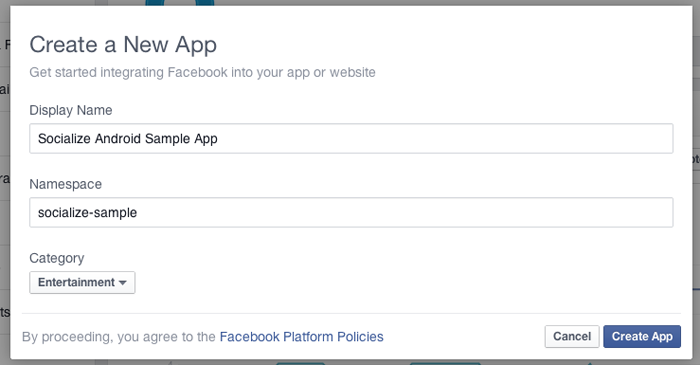 Create a New App
Get started integrating Facebook into your app or website
Display Name
Socialize Android Sample App
Namespace
socialize-sample
Category
Entertainment
By proceeding, you agree to the Facebook Platform Policies
Cancel
Create App